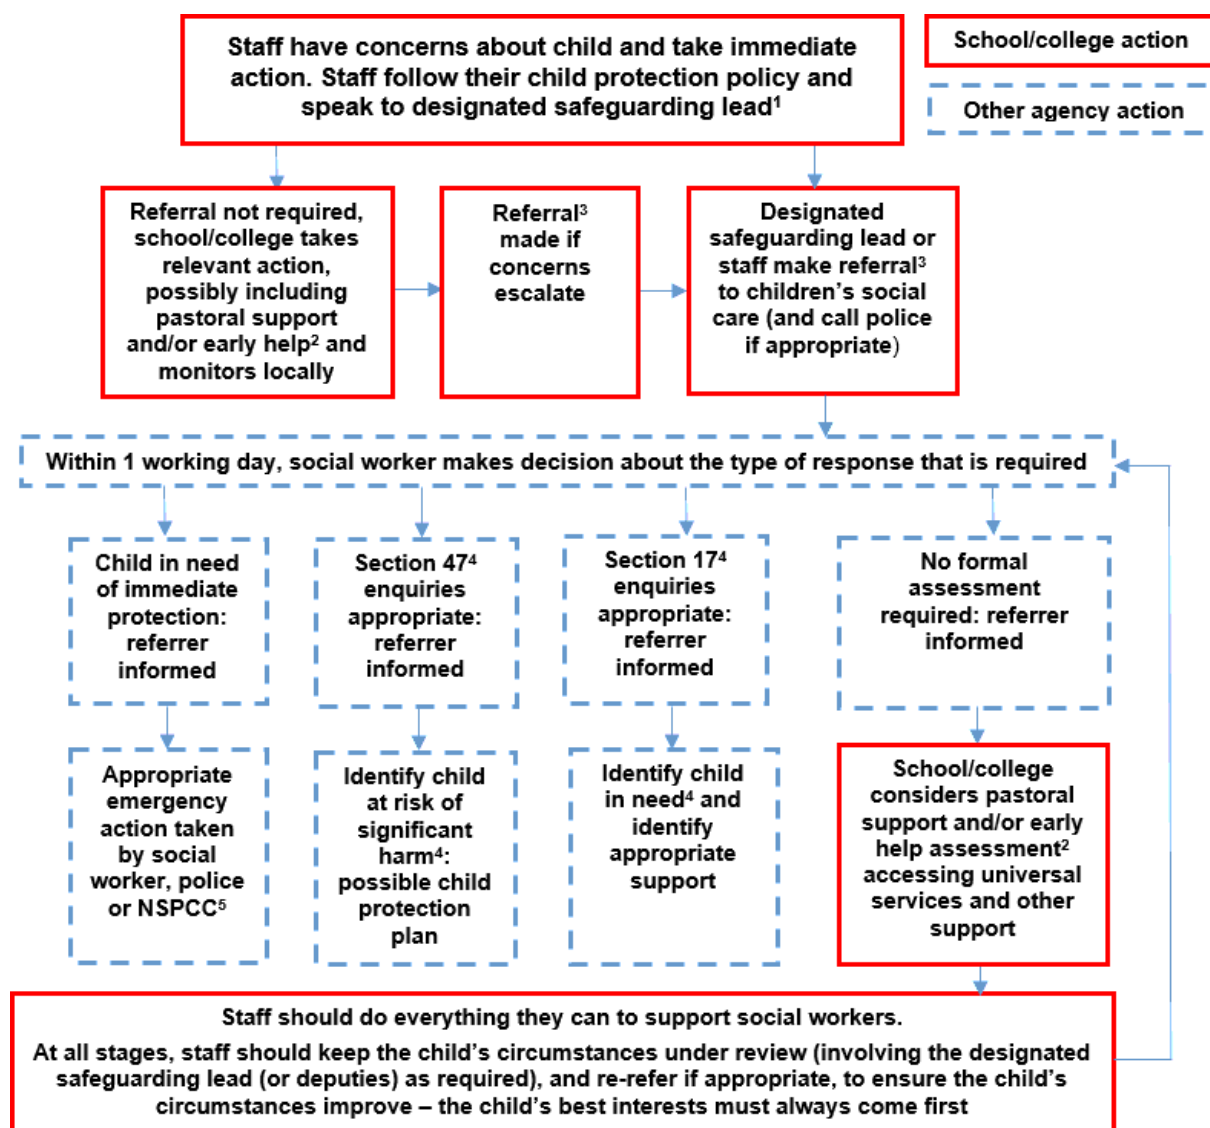 Staff have concerns about child and take immediate
action. Staff follow their child protection policy and
speak to designated safeguarding lead¹
School/college action
Other agency action
Referral not required,
school/college takes
relevant action,
possibly including
pastoral support
and/or early help² and
monitors locally
Referral³
made if
concerns
escalate
Designated
safeguarding lead or
staff make referral³
to children’s social
care (and call police
if appropriate)
Within 1 working day, social worker makes decision about the type of response that is required
Child in need
of immediate
protection:
referrer
informed
Section 47⁴
enquiries
appropriate:
referrer
informed
Section 17⁴
enquiries
appropriate:
referrer
informed
No formal
assessment
required: referrer
informed
Appropriate
emergency
action taken
by social
worker, police
or NSPCC⁵
Identify child
at risk of
significant
harm⁴:
possible child
protection
plan
Identify child
in need⁴ and
identify
appropriate
support
School/college
considers pastoral
support and/or early
help assessment²
accessing universal
services and other
support
Staff should do everything they can to support social workers.
At all stages, staff should keep the child’s circumstances under review (involving the designated
safeguarding lead (or deputies) as required), and re-refer if appropriate, to ensure the child’s
circumstances improve – the child’s best interests must always come first